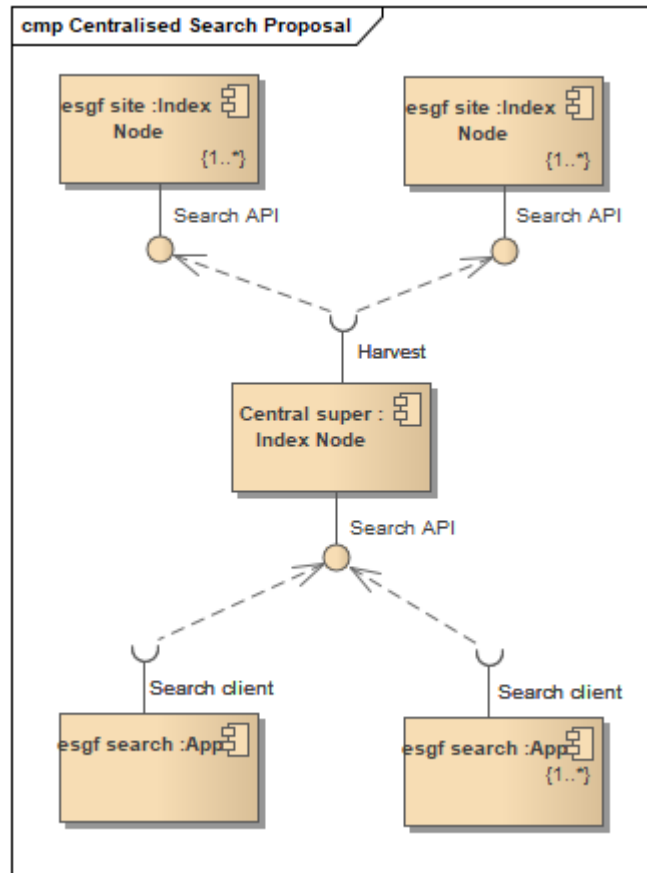 cmp Centralised Search Proposal
esgf site :Index
Node
{1..*}
esgf site :Index
Node
{1..*}
Search API
Search API
Harvest
Central super :
Index Node
Search API
Search client
Search client
esgf search :App
esgf search :App
{1..*}